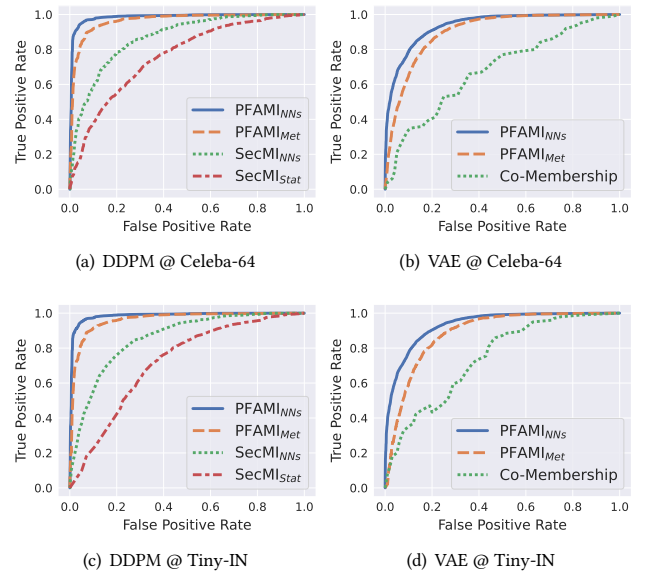 1.0
0.8
0.6
0.4
0.2
0.0
True Positive Rate
PFAMI_NNs
PFAMI_Met
SecMI_NNs
SecMI_Stat
0.0 0.2 0.4 0.6 0.8 1.0
False Positive Rate
(a) DDPM @ Celeba-64
1.0
0.8
0.6
0.4
0.2
0.0
True Positive Rate
PFAMI_NNs
PFAMI_Met
Co-Membership
0.0 0.2 0.4 0.6 0.8 1.0
False Positive Rate
(b) VAE @ Celeba-64
1.0
0.8
0.6
0.4
0.2
0.0
True Positive Rate
PFAMI_NNs
PFAMI_Met
SecMI_NNs
SecMI_Stat
0.0 0.2 0.4 0.6 0.8 1.0
False Positive Rate
(c) DDPM @ Tiny-IN
1.0
0.8
0.6
0.4
0.2
0.0
True Positive Rate
PFAMI_NNs
PFAMI_Met
Co-Membership
0.0 0.2 0.4 0.6 0.8 1.0
False Positive Rate
(d) VAE @ Tiny-IN